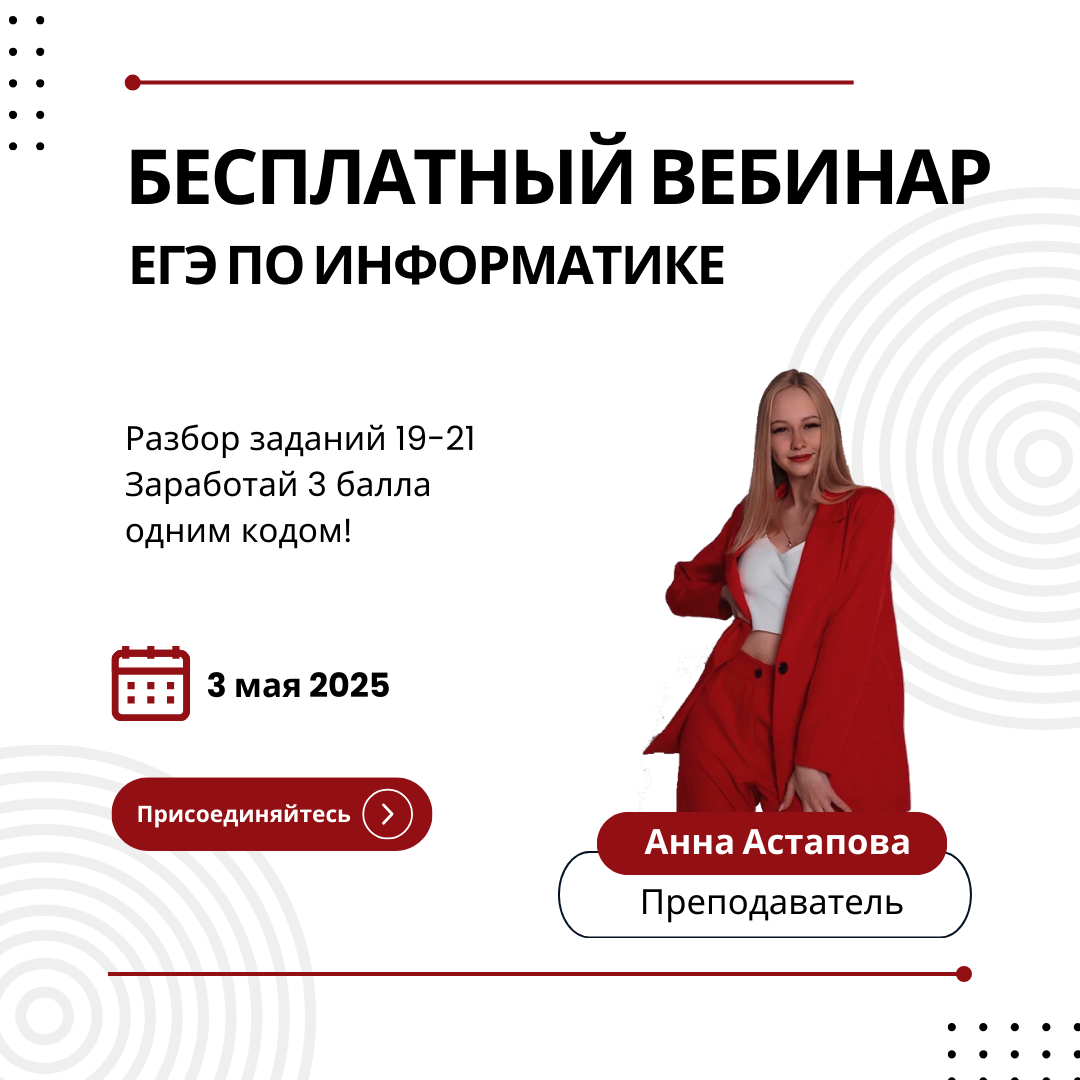 БЕСПЛАТНЫЙ ВЕБИНАР
ЕГЭ ПО ИНФОРМАТИКЕ
Разбор заданий 19-21
Заработай 3 балла
одним кодом!
3 мая 2025
Присоединяйтесь
Анна Астапова
Преподаватель